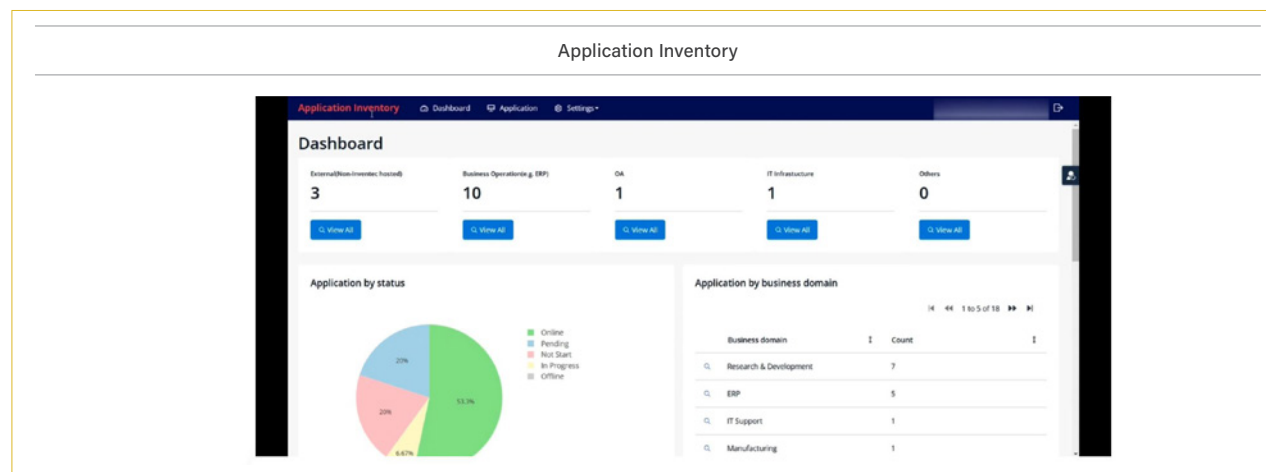 Application Inventory
Application Inventory Dashboard Application Settings
Dashboard
External(Non-Inventec hosted) Business Operation(e.g. ERP) OA IT Infrastucture Others
3 10 1 1 0
View All View All View All View All View All
Application by status Application by business domain
1 to 5 of 18
Online
Pending
Not Start
In Progress
Offline
20%
20%
53.3%
6.67%
Business domain Count
Research & Development 7
ERP 5
IT Support 1
Manufacturing 1